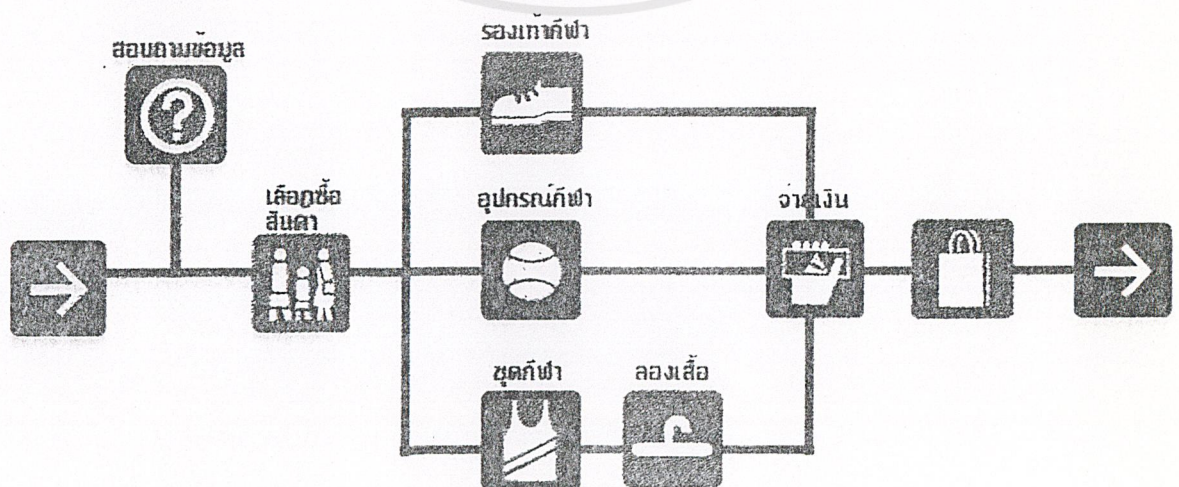 สอบถามข้อมูล
เลือกซื้อ
สินค้า
รองเท้ากีฬา
อุปกรณ์กีฬา
ชุดกีฬา
ลองเสื้อ
จ่ายเงิน